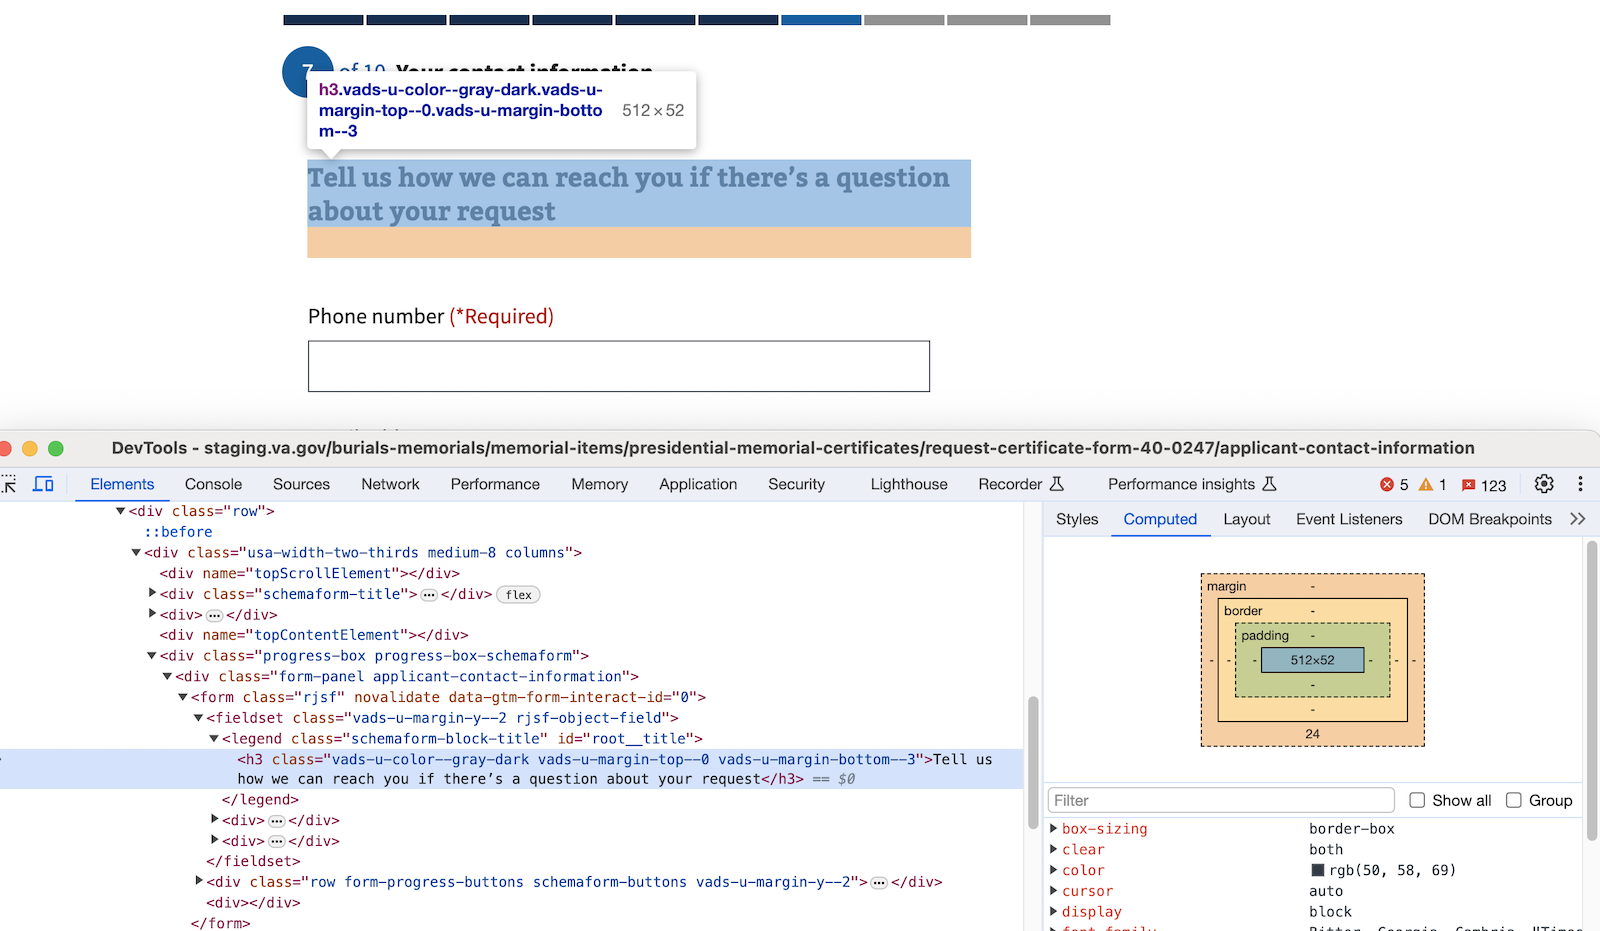 7 of 10 Your contact information
h3.vads-u-color--gray-dark.vads-u-
margin-top--0.vads-u-margin-botto
m--3
512 × 52
Tell us how we can reach you if there’s a question
about your request
Phone number (*Required)
DevTools - staging.va.gov/burials-memorials/memorial-items/presidential-memorial-certificates/request-certificate-form-40-0247/applicant-contact-information
Elements Console Sources Network Performance Memory Application Security Lighthouse Recorder Performance insights 5 1 123
<div class="row">
::before
<div class="usa-width-two-thirds medium-8 columns">
<div name="topScrollElement"></div>
<div class="schemaform-title">…</div> flex
<div>…</div>
<div name="topContentElement"></div>
<div class="progress-box progress-box-schemaform">
<div class="form-panel applicant-contact-information">
<form class="rjsf" novalidate data-gtm-form-interact-id="0">
<fieldset class="vads-u-margin-y--2 rjsf-object-field">
<legend class="schemaform-block-title" id="root__title">
<h3 class="vads-u-color--gray-dark vads-u-margin-top--0 vads-u-margin-bottom--3">Tell us
how we can reach you if there’s a question about your request</h3> == $0
</legend>
<div>…</div>
<div>…</div>
</fieldset>
<div class="row form-progress-buttons schemaform-buttons vads-u-margin-y--2">…</div>
<div></div>
</form>
Styles Computed Layout Event Listeners DOM Breakpoints
margin -
border -
padding -
- - - 512×52 - - -
-
-
24
Filter Show all Group
box-sizing border-box
clear both
color rgb(50, 58, 69)
cursor auto
display block